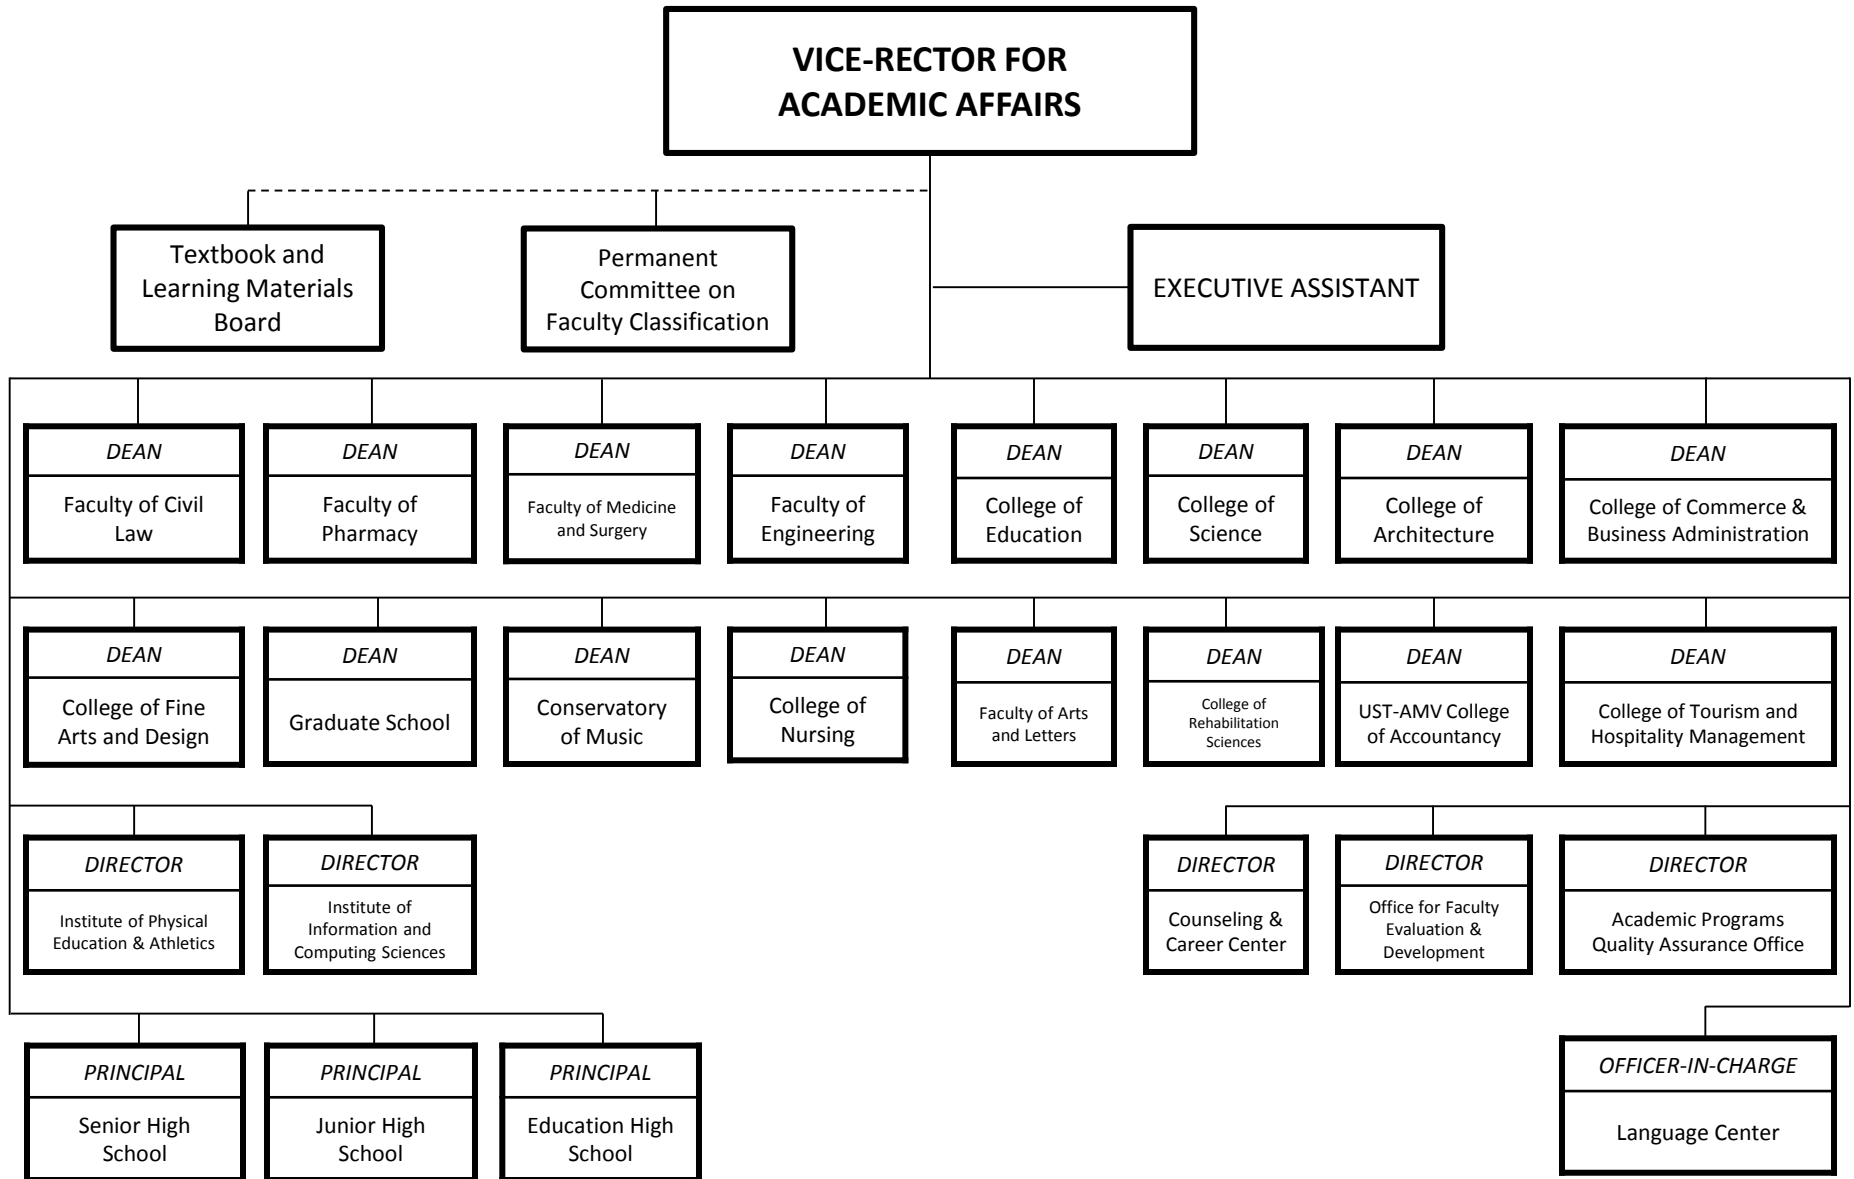 VICE-RECTOR FOR
ACADEMIC AFFAIRS
Textbook and
Learning Materials
Board
Permanent
Committee on
Faculty Classification
EXECUTIVE ASSISTANT
DEAN
Faculty of Civil
Law
DEAN
Faculty of
Pharmacy
DEAN
Faculty of Medicine
and Surgery
DEAN
Faculty of
Engineering
DEAN
College of
Education
DEAN
College of
Science
DEAN
College of
Architecture
DEAN
College of Commerce &
Business Administration
DEAN
College of Fine
Arts and Design
DEAN
Graduate School
DEAN
Conservatory
of Music
DEAN
College of
Nursing
DEAN
Faculty of Arts
and Letters
DEAN
College of
Rehabilitation
Sciences
DEAN
UST-AMV College
of Accountancy
DEAN
College of Tourism and
Hospitality Management
DIRECTOR
Institute of Physical
Education & Athletics
DIRECTOR
Institute of
Information and
Computing Sciences
DIRECTOR
Counseling &
Career Center
DIRECTOR
Office for Faculty
Evaluation &
Development
DIRECTOR
Academic Programs
Quality Assurance Office
PRINCIPAL
Senior High
School
PRINCIPAL
Junior High
School
PRINCIPAL
Education High
School
OFFICER-IN-CHARGE
Language Center